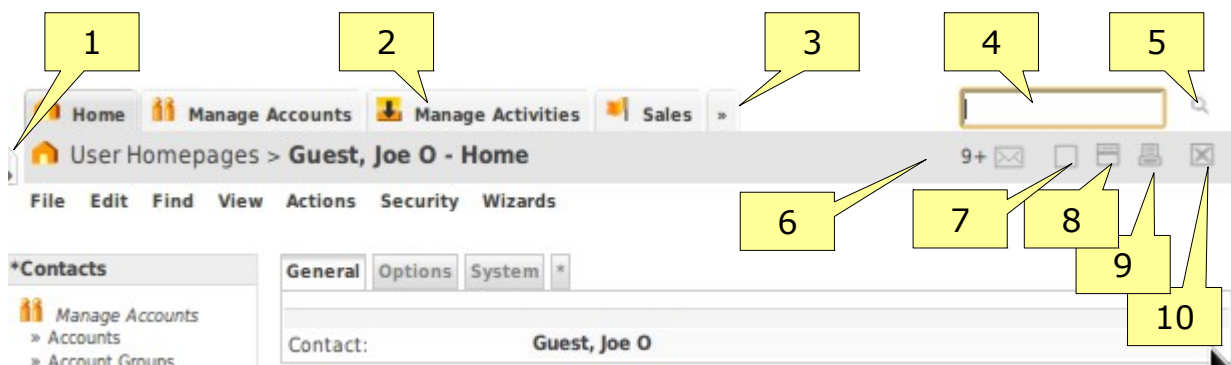 1 2 3 4 5
Home Manage Accounts Manage Activities Sales »
User Homepages > Guest, Joe O - Home 9+
File Edit Find View Actions Security Wizards
6 7 8
9
10
*Contacts General Options System *
Manage Accounts
» Accounts Contact: Guest, Joe O
» Account Groups